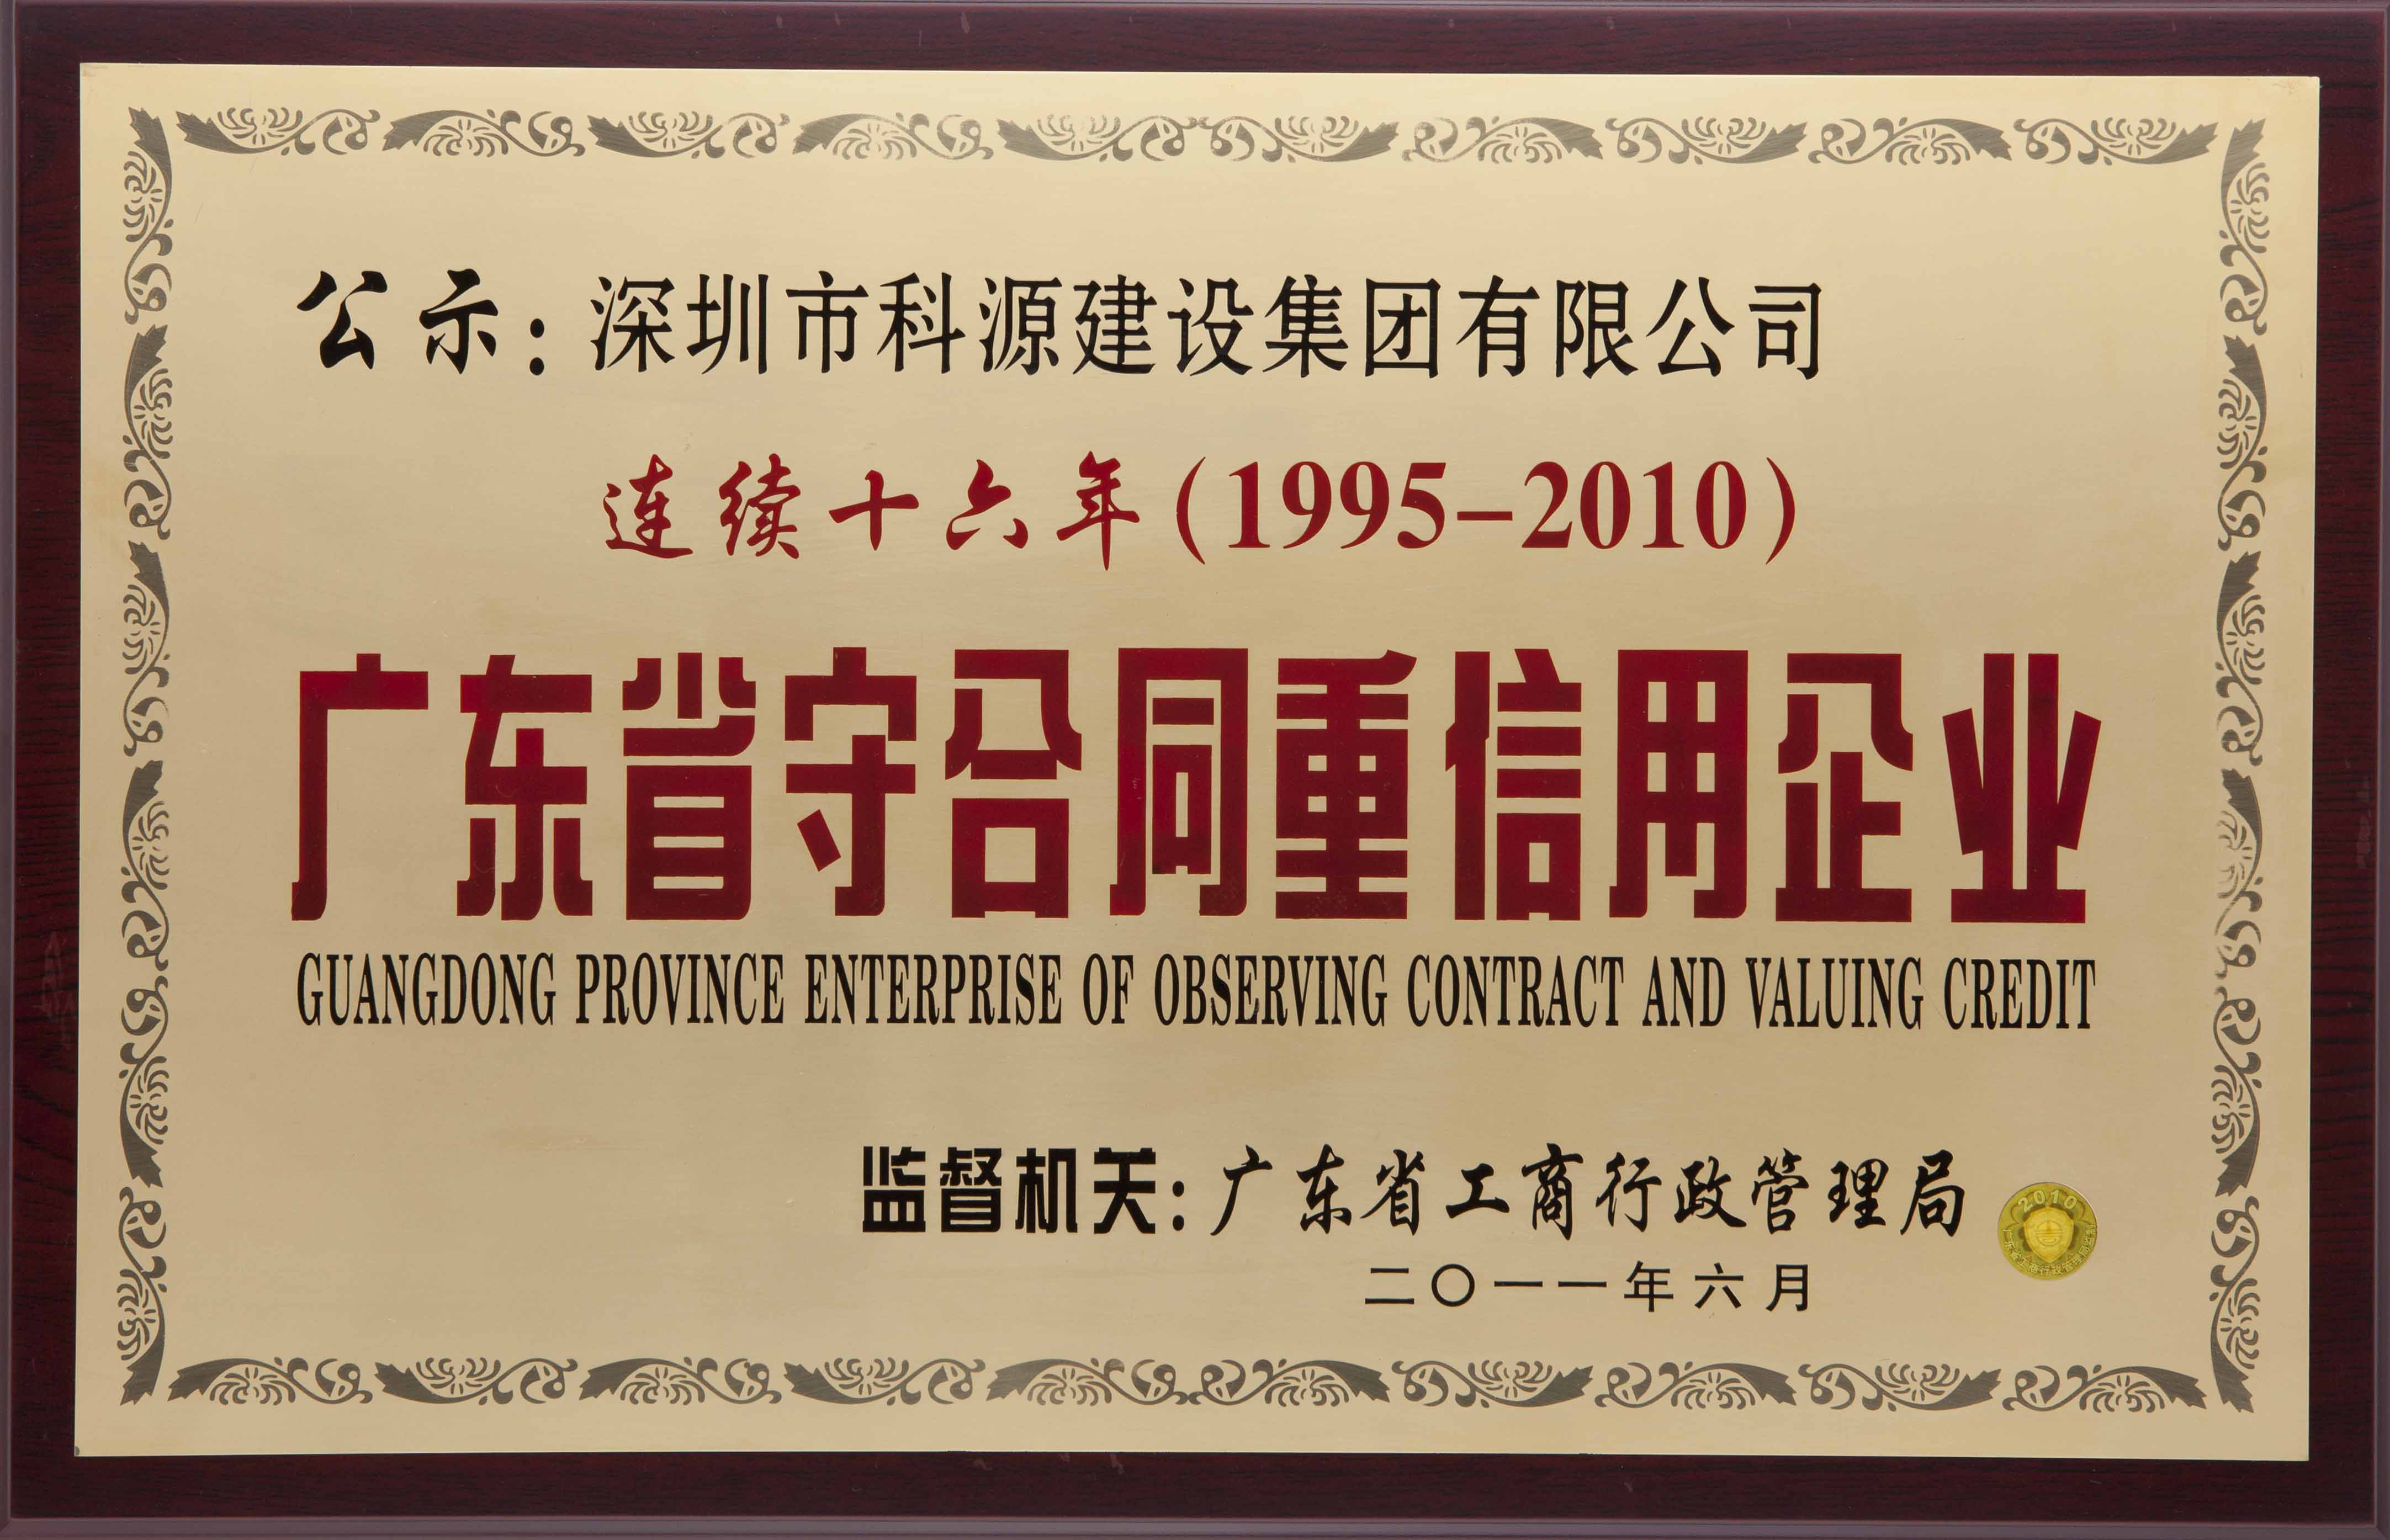 公示:深圳市科源建设集团有限公司
连续十六年(1995-2010)
广东省守合同重信用企业
GUANGDONG PROVINCE ENTERPRISE OF OBSERVING CONTRACT AND VALUING CREDIT
监督机关:广东省工商行政管理局
二〇一一年六月
2010